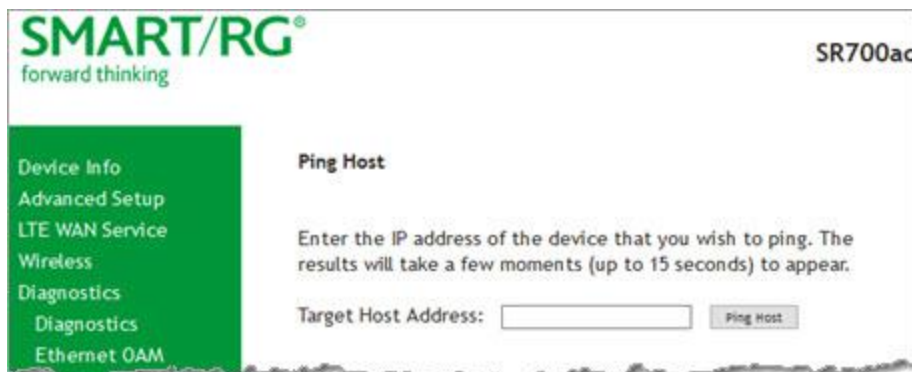 SMART/RG®
forward thinking
SR700ac
Device Info
Advanced Setup
LTE WAN Service
Wireless
Diagnostics
Diagnostics
Ethernet OAM
Ping Host
Enter the IP address of the device that you wish to ping. The
results will take a few moments (up to 15 seconds) to appear.
Target Host Address:
Ping Host